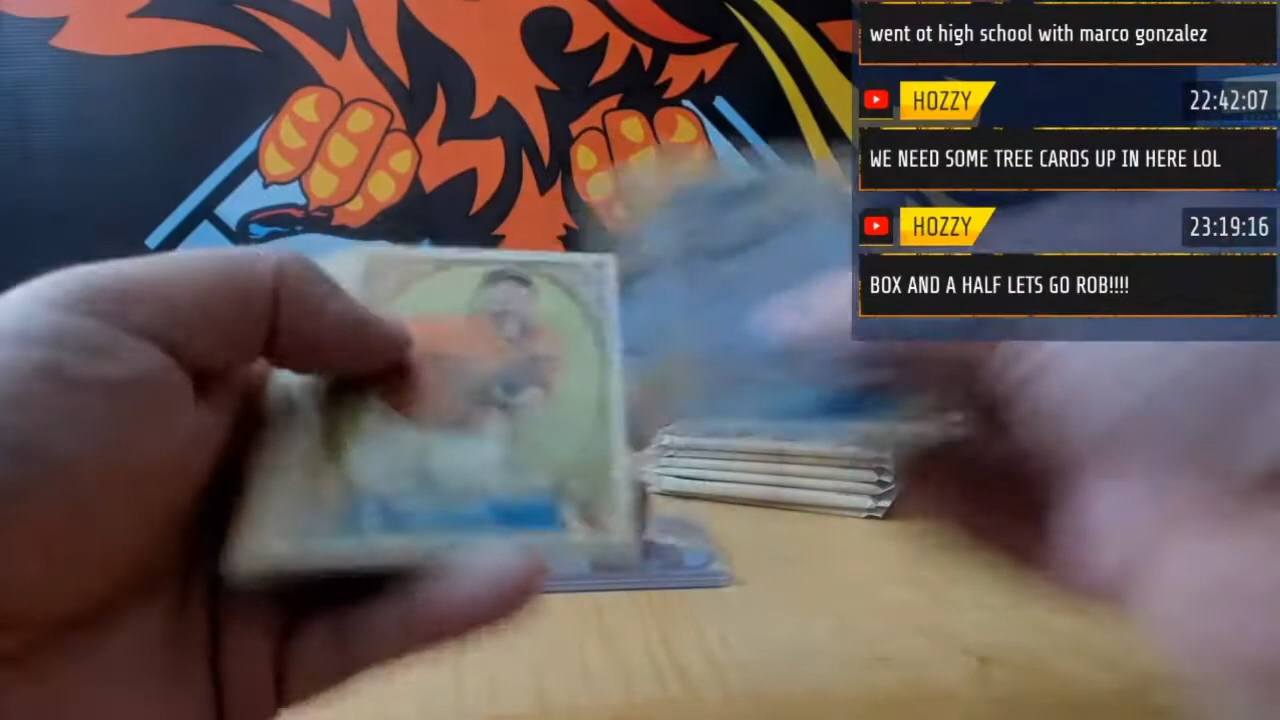 went ot high school with marco gonzalez
HOZZY
22:42:07
WE NEED SOME TREE CARDS UP IN HERE LOL
HOZZY
23:19:16
BOX AND A HALF LETS GO ROB!!!!